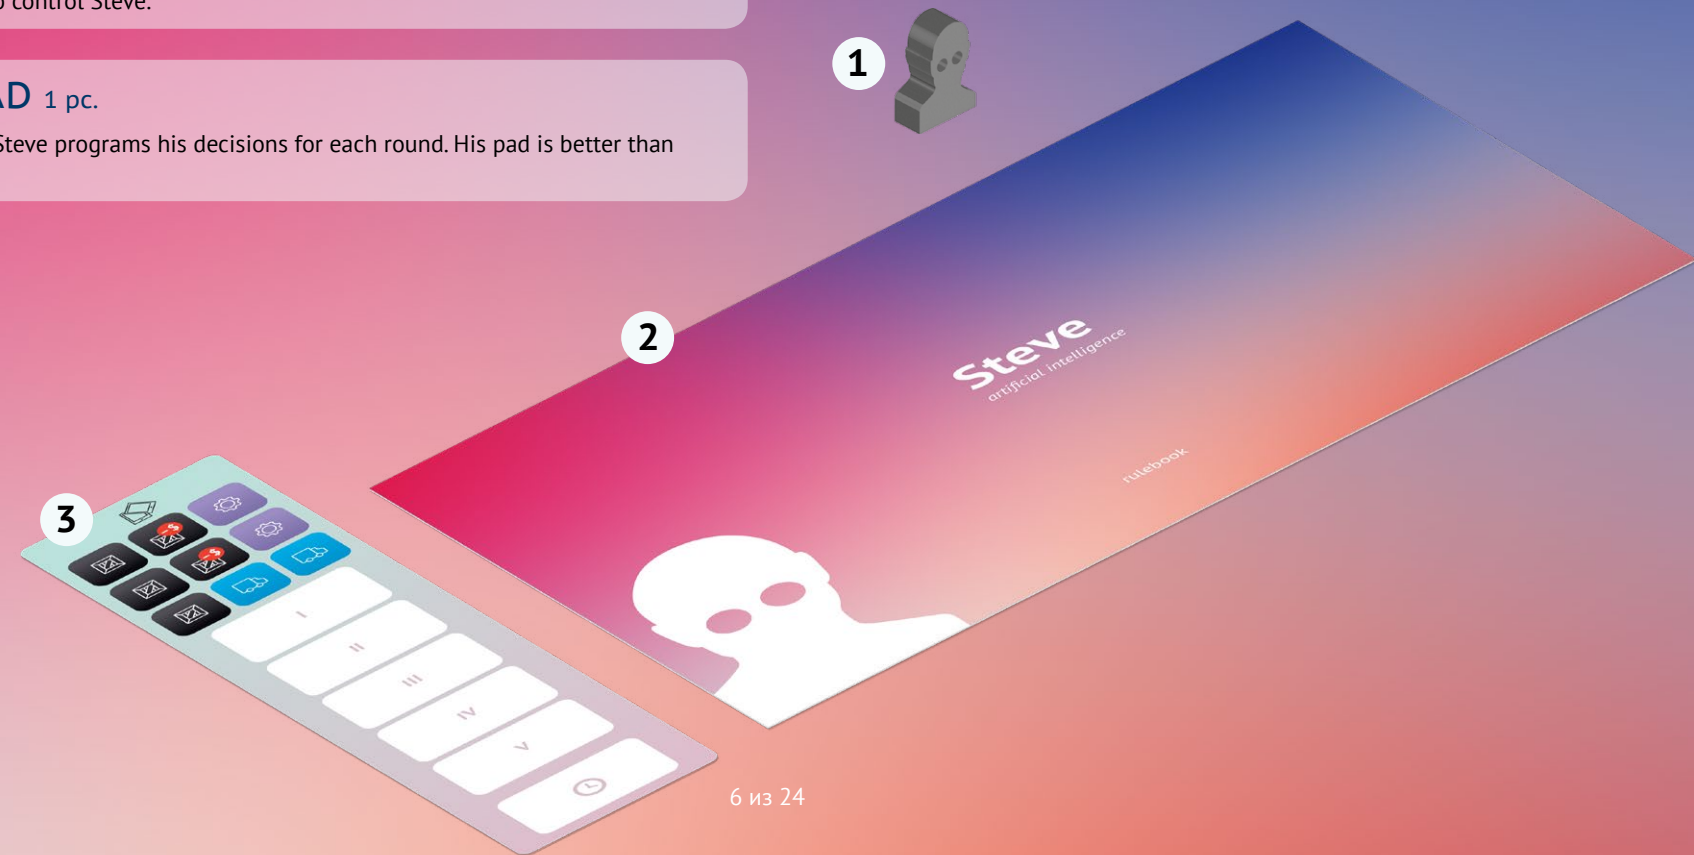 control Steve.
AD 1 pc.
Steve programs his decisions for each round. His pad is better than
1
2
Steve
artificial intelligence
rulebook
3
I
II
III
IV
V
6 из 24